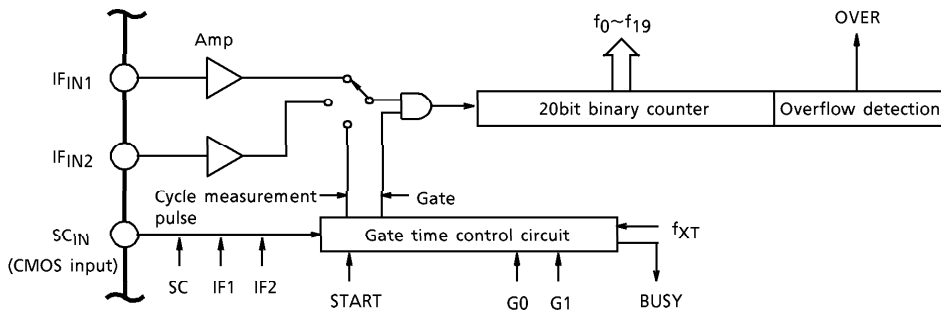 f0~f19
OVER
Amp
IFIN1
20bit binary counter
Overflow detection
IFIN2
Cycle measurement
pulse
Gate
SCIN
(CMOS input)
Gate time control circuit
fXT
SC
IF1
IF2
START
G0
G1
BUSY